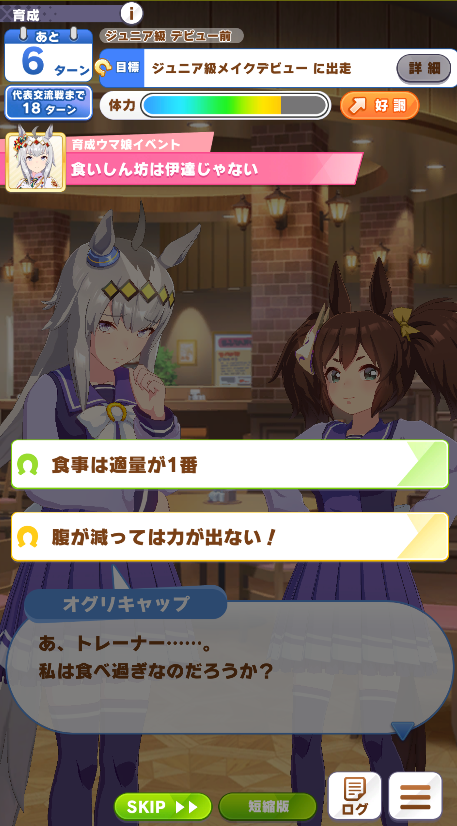 育成
i
あと
6ターン
代表交流戦まで
18ターン
ジュニア級 デビュー前
目標
ジュニア級メイクデビュー に出走
詳細
体力
好調
育成ウマ娘イベント
食いしん坊は伊達じゃない
食事は適量が1番
腹が減っては力が出ない！
オグリキャップ
あ、トレーナー……。
私は食べ過ぎなのだろうか？
SKIP
短縮版
ログ